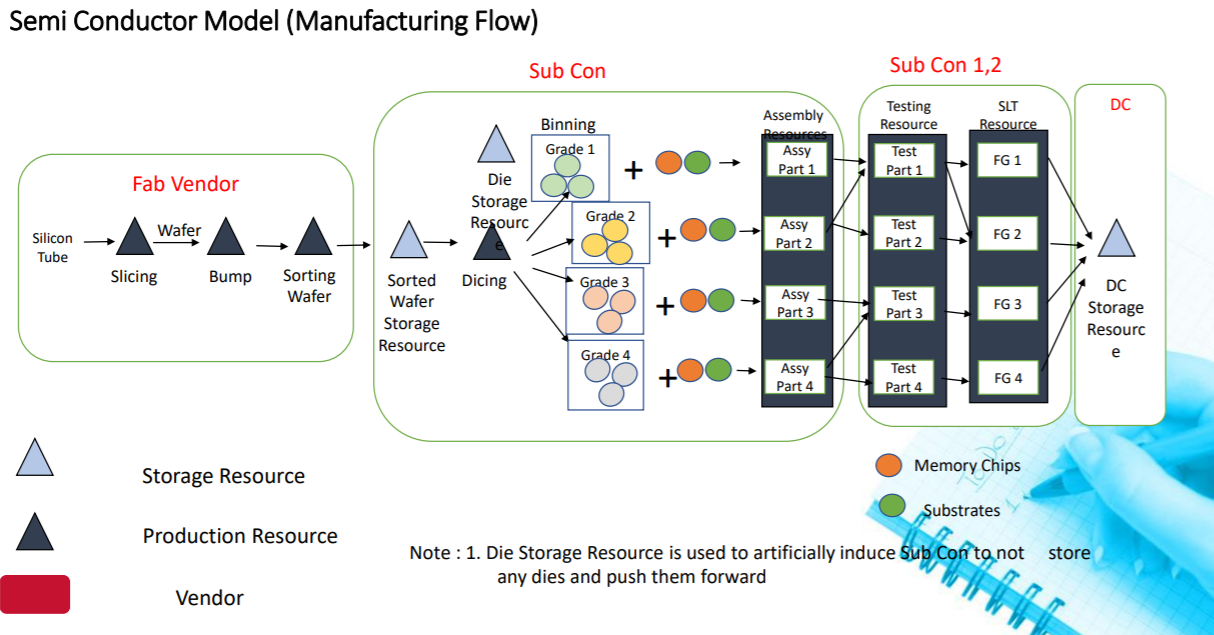 Semi Conductor Model (Manufacturing Flow)
Fab Vendor
Silicon
Tube
Wafer
Slicing
Bump
Sorting
Wafer
Sub Con
Sorted
Wafer
Storage
Resource
Die
Storage
Resourc
e
Dicing
Binning
Grade 1
+
Grade 2
+
Grade 3
+
Grade 4
+
Assembly
Resources
Assy
Part 1
Assy
Part 2
Assy
Part 3
Assy
Part 4
Sub Con 1,2
Testing
Resource
Test
Part 1
Test
Part 2
Test
Part 3
Test
Part 4
SLT
Resource
FG 1
FG 2
FG 3
FG 4
DC
DC
Storage
Resourc
e
Storage Resource
Production Resource
Vendor
Memory Chips
Substrates
Note : 1. Die Storage Resource is used to artificially induce Sub Con to not store
any dies and push them forward